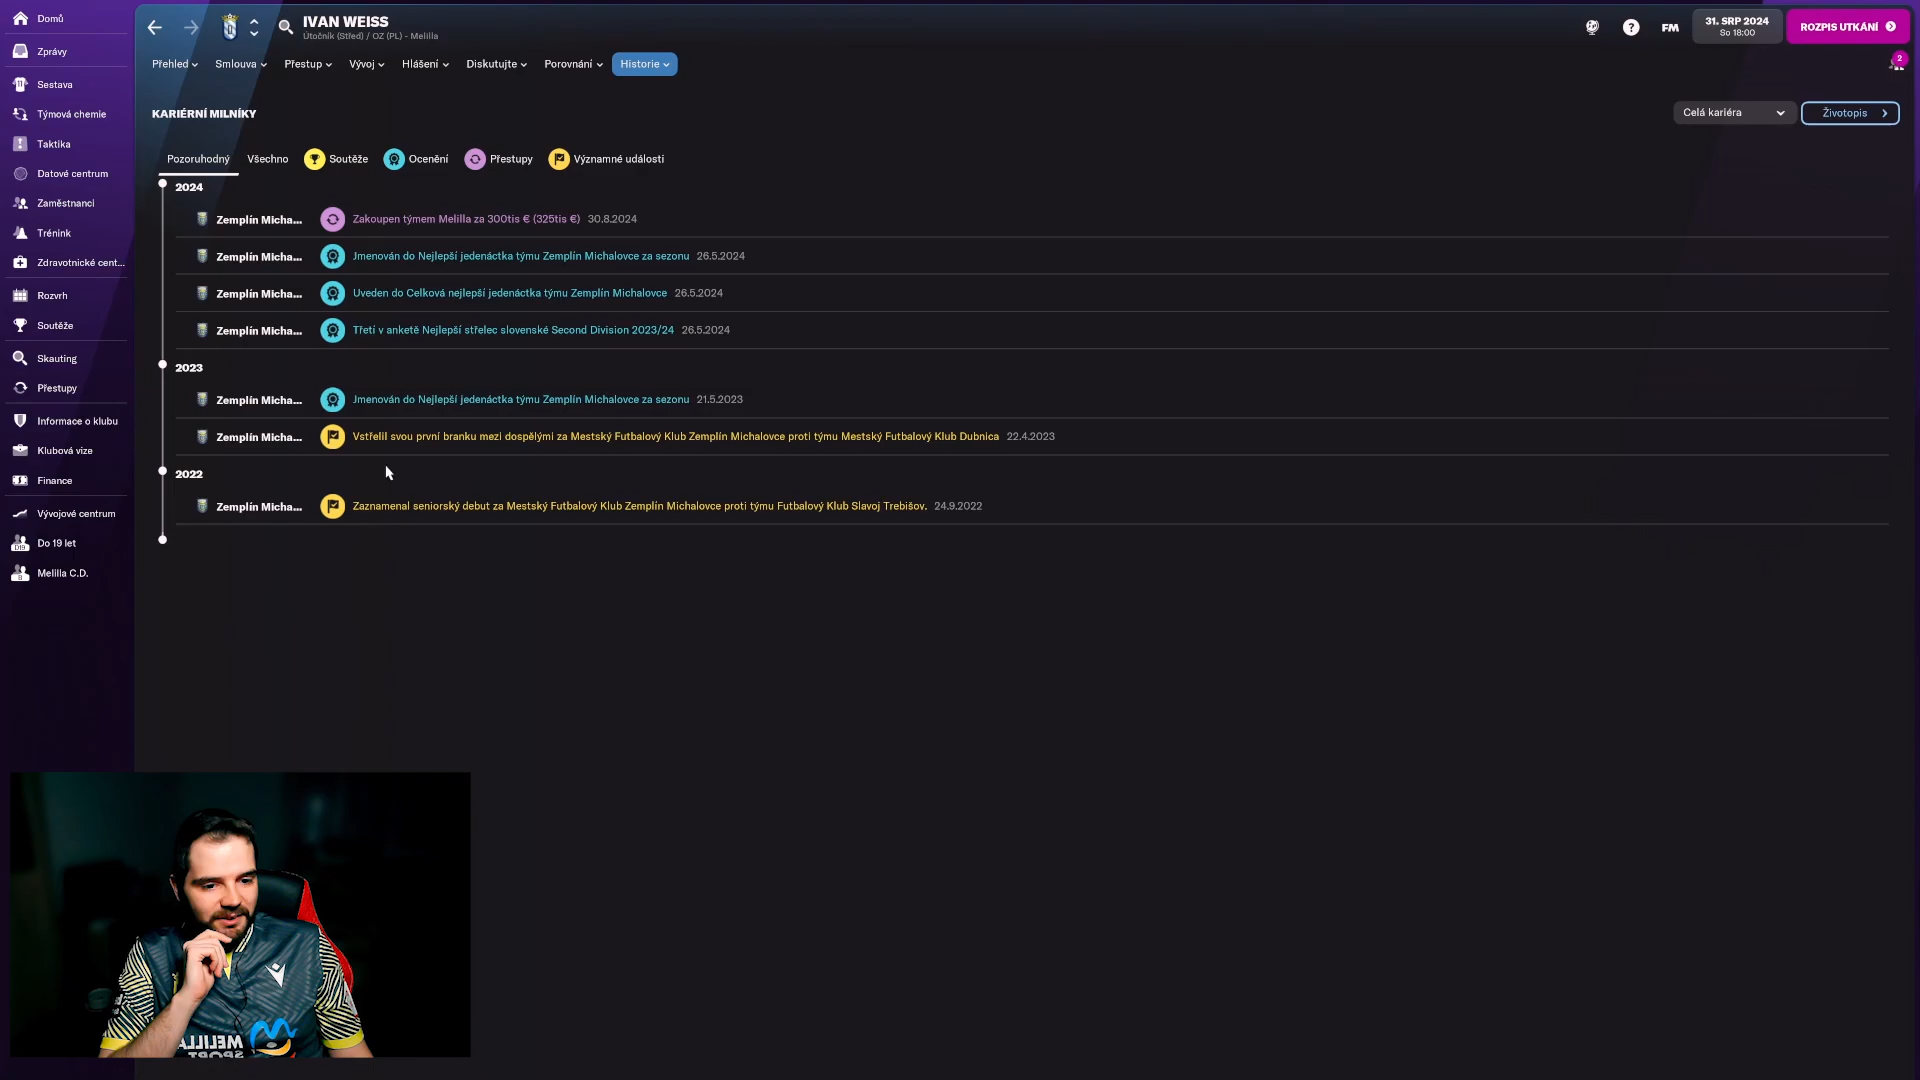 Domů
Zprávy
Sestava
Týmová chemie
Taktika
Datové centrum
Zaměstnanci
Trénink
Zdravotnické cent...
Rozvrh
Soutěže
Skauting
Přestupy
Informace o klubu
Klubová vize
Finance
Vývojové centrum
Do 19 let
Melilla C.D.
IVAN WEISS
Útočník (Střed) / OZ (PL) - Melilla
FM
31. SRP 2024
So 18:00
ROZPIS UTKÁNÍ
Přehled
Smlouva
Přestup
Vývoj
Hlášení
Diskutujte
Porovnání
Historie
2
KARIÉRNÍ MILNÍKY
Celá kariéra
Životopis
Pozoruhodný
Všechno
Soutěže
Ocenění
Přestupy
Významné události
2024
Zemplín Micha... Zakoupen týmem Melilla za 300tis € (325tis €) 30.8.2024
Zemplín Micha... Jmenován do Nejlepší jedenáctka týmu Zemplín Michalovce za sezonu 26.5.2024
Zemplín Micha... Uveden do Celková nejlepší jedenáctka týmu Zemplín Michalovce 26.5.2024
Zemplín Micha... Třetí v anketě Nejlepší střelec slovenské Second Division 2023/24 26.5.2024
2023
Zemplín Micha... Jmenován do Nejlepší jedenáctka týmu Zemplín Michalovce za sezonu 21.5.2023
Zemplín Micha... Vstřelil svou první branku mezi dospělými za Mestský Futbalový Klub Zemplín Michalovce proti týmu Mestský Futbalový Klub Dubnica 22.4.2023
2022
Zemplín Micha... Zaznamenal seniorský debut za Mestský Futbalový Klub Zemplín Michalovce proti týmu Futbalový Klub Slavoj Trebišov. 24.9.2022
MELILLA
SPORT